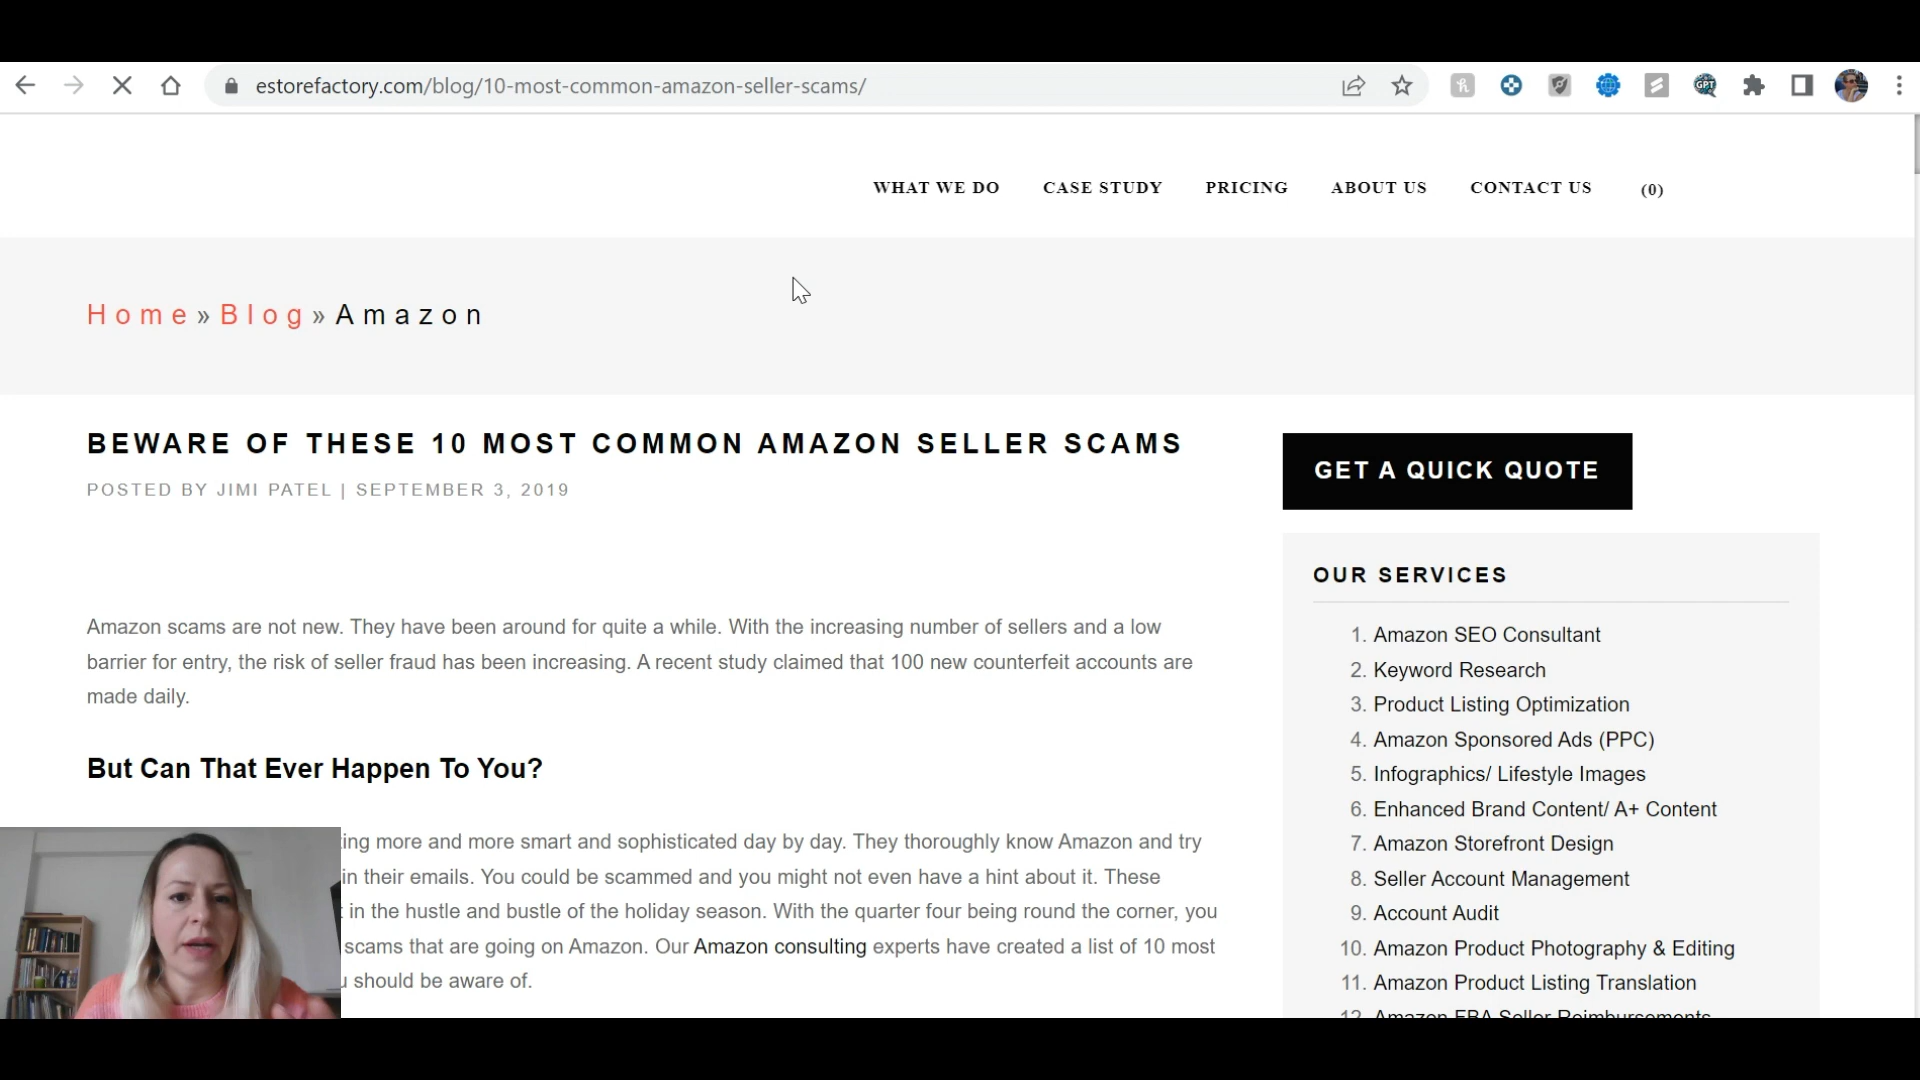 estorefactory.com/blog/10-most-common-amazon-seller-scams/
GPT
WHAT WE DO CASE STUDY PRICING ABOUT US CONTACT US (0)
Home » Blog » Amazon
BEWARE OF THESE 10 MOST COMMON AMAZON SELLER SCAMS
POSTED BY JIMI PATEL | SEPTEMBER 3, 2019
Amazon scams are not new. They have been around for quite a while. With the increasing number of sellers and a low
barrier for entry, the risk of seller fraud has been increasing. A recent study claimed that 100 new counterfeit accounts are
made daily.
But Can That Ever Happen To You?
ing more and more smart and sophisticated day by day. They thoroughly know Amazon and try
in their emails. You could be scammed and you might not even have a hint about it. These
in the hustle and bustle of the holiday season. With the quarter four being round the corner, you
scams that are going on Amazon. Our Amazon consulting experts have created a list of 10 most
should be aware of.
GET A QUICK QUOTE
OUR SERVICES
1. Amazon SEO Consultant
2. Keyword Research
3. Product Listing Optimization
4. Amazon Sponsored Ads (PPC)
5. Infographics/ Lifestyle Images
6. Enhanced Brand Content/ A+ Content
7. Amazon Storefront Design
8. Seller Account Management
9. Account Audit
10. Amazon Product Photography & Editing
11. Amazon Product Listing Translation
12. Amazon FBA Seller Reimbursements